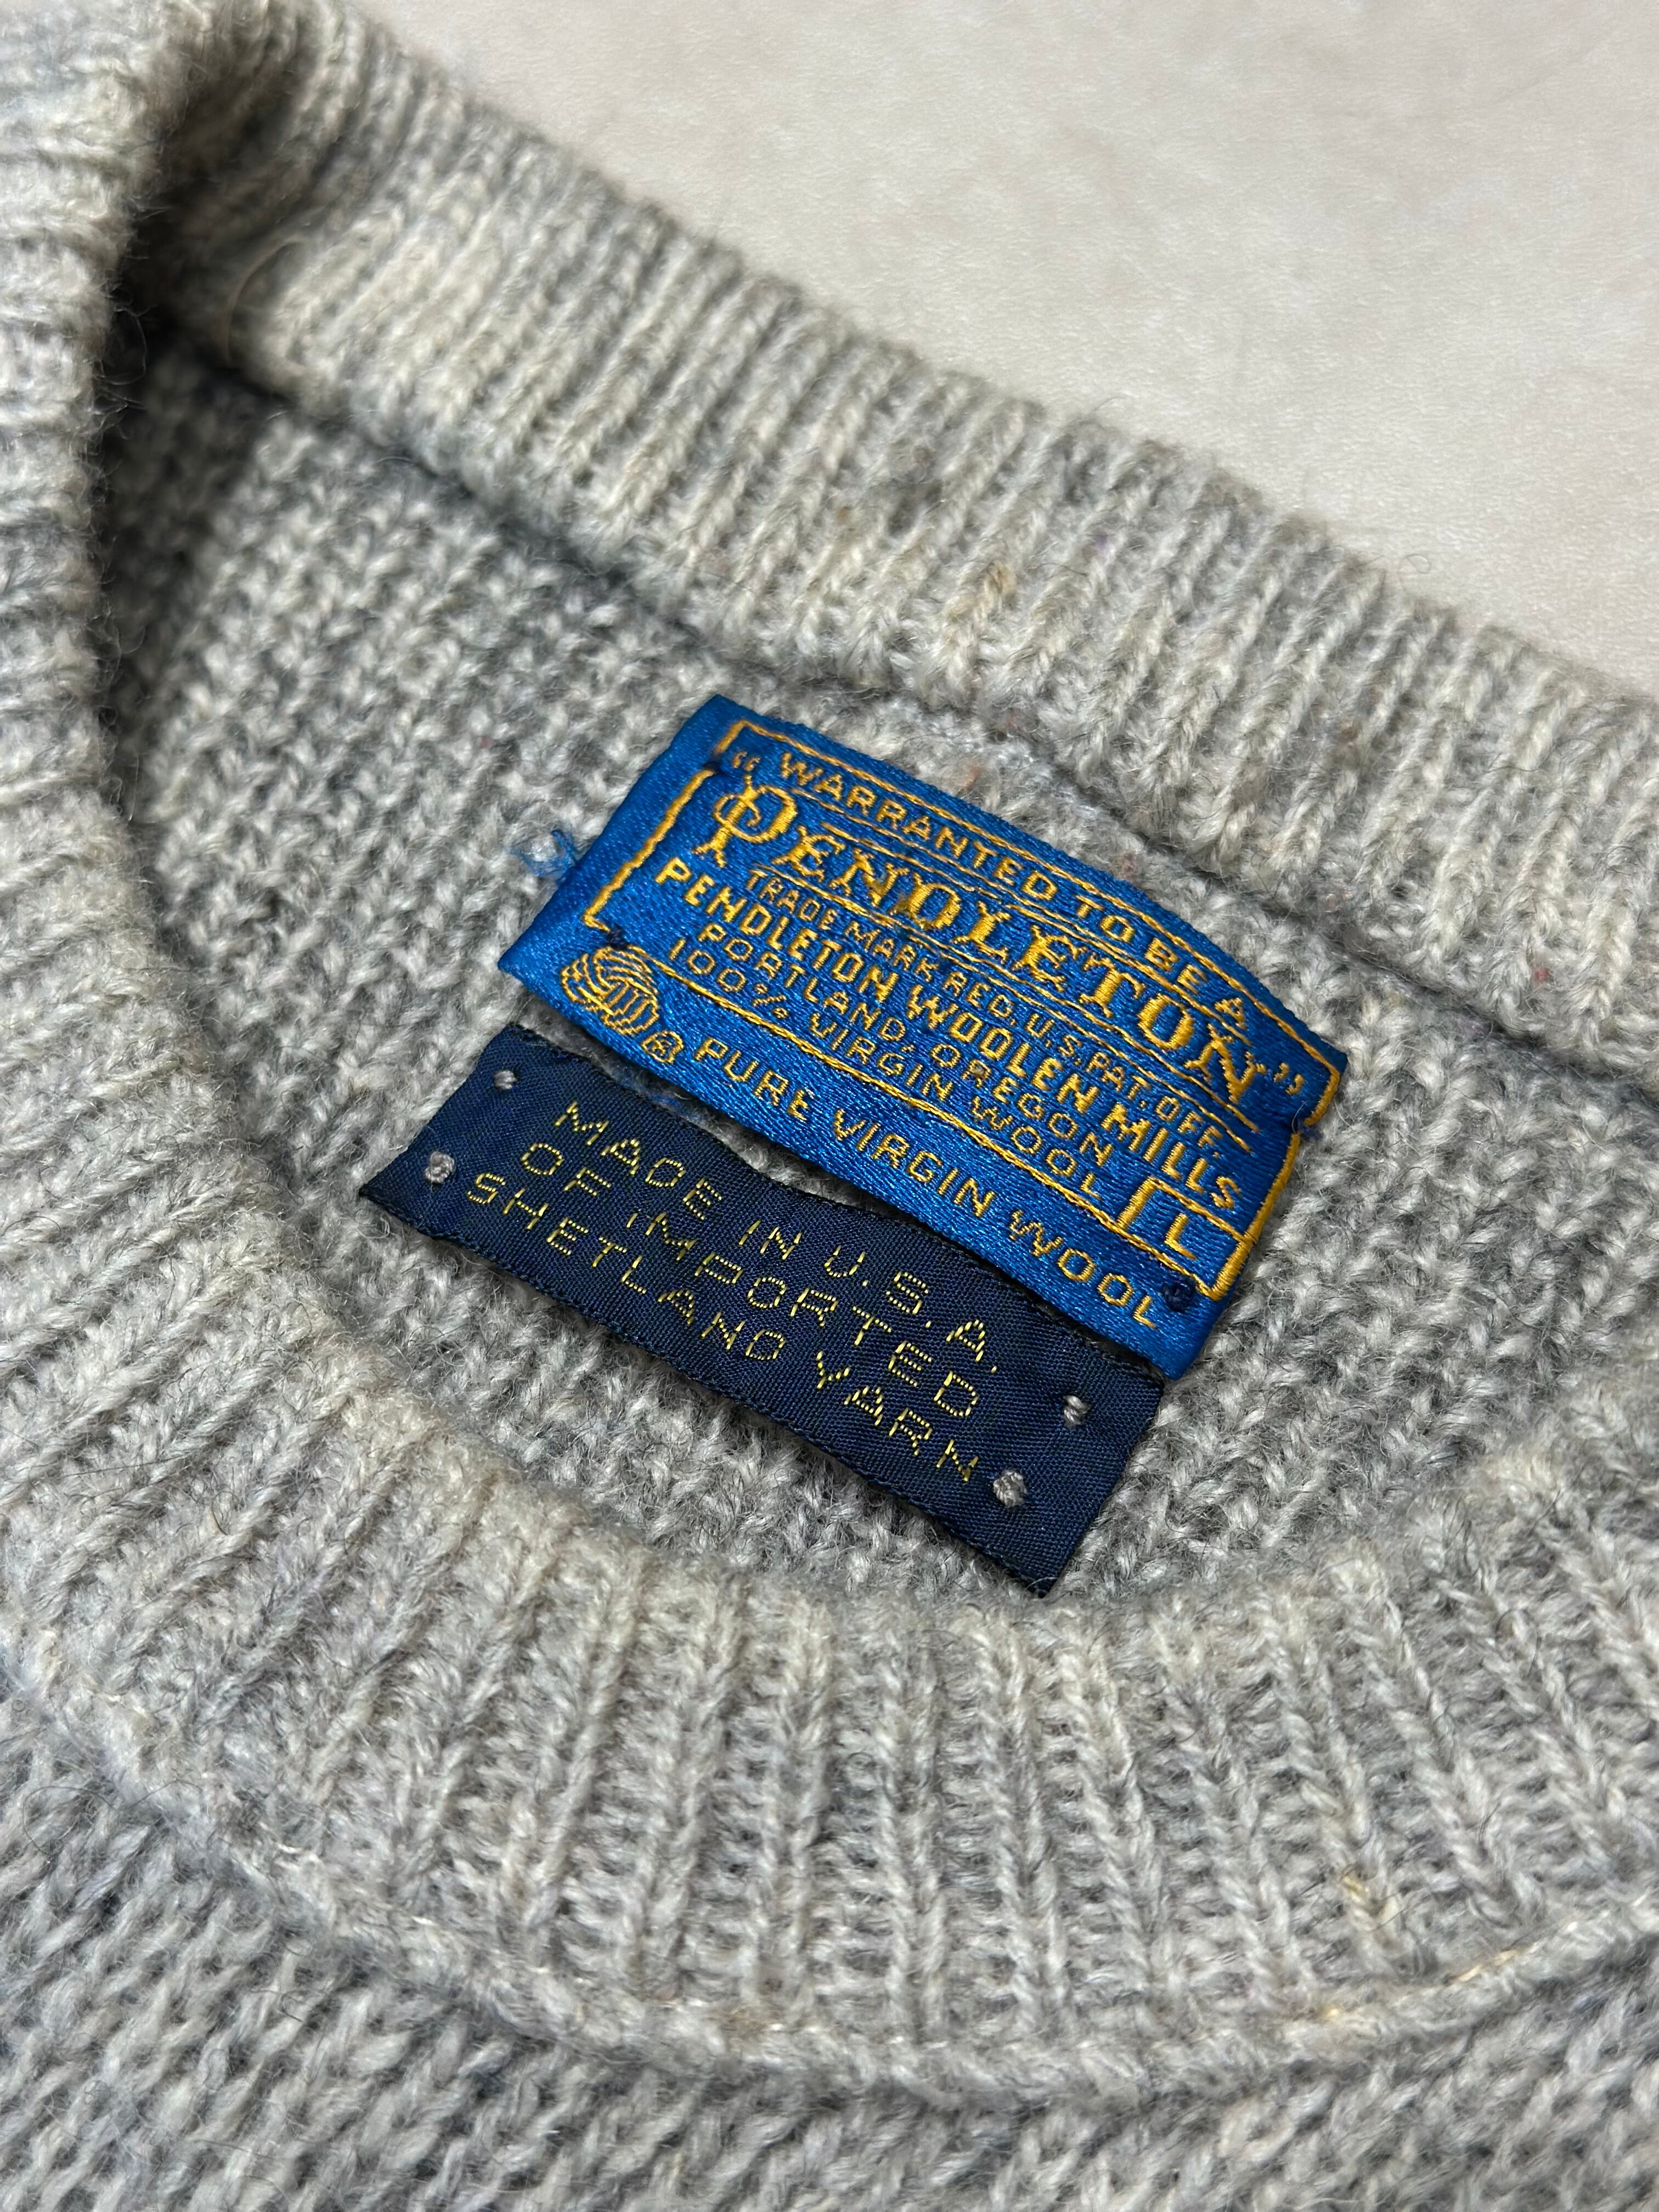 "WARRANTED TO BE A
PENDLETON"
TRADE MARK REG. U.S. PAT. OFF.
PENDLETON WOOLEN MILLS
PORTLAND, OREGON
100% VIRGIN WOOL
L
® PURE VIRGIN WOOL
MADE IN U.S.A.
OF IMPORTED
SHETLAND YARN